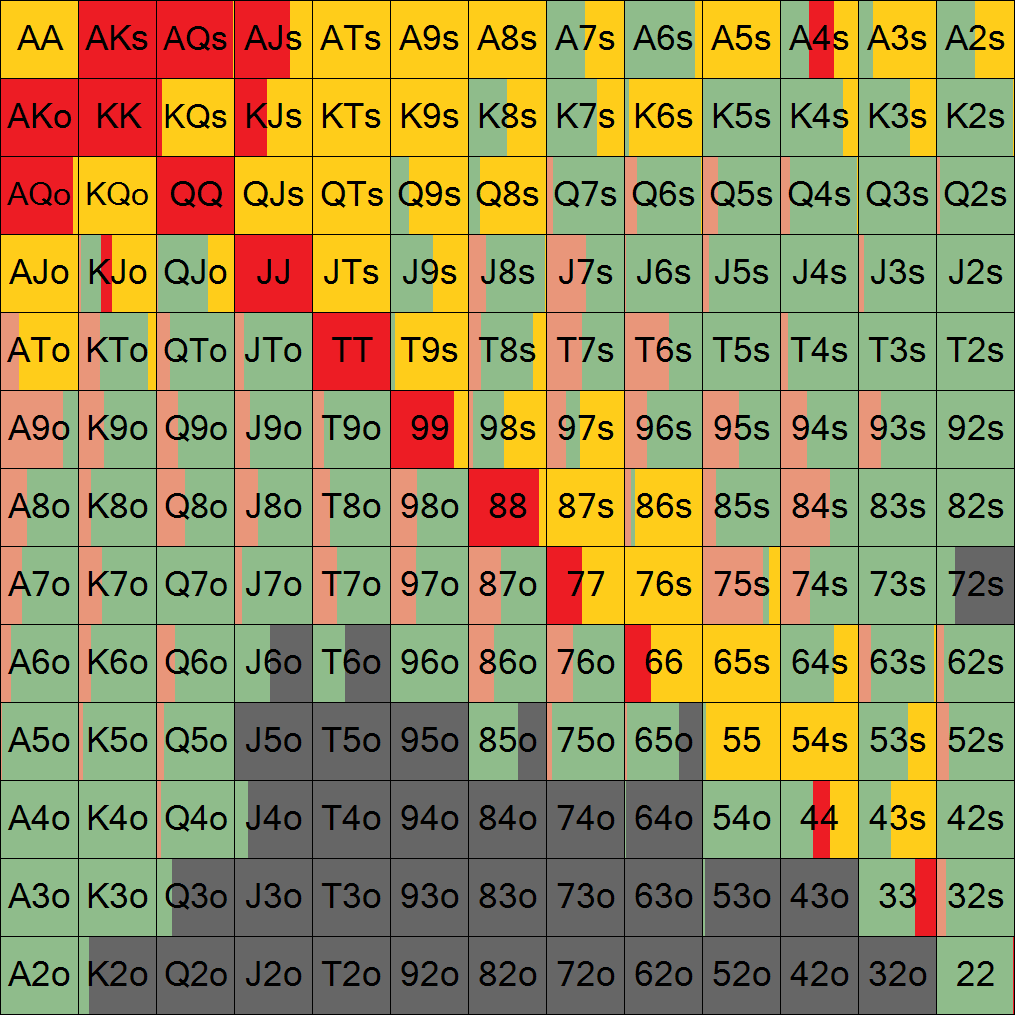 AA AKs AQs AJs ATs A9s A8s A7s A6s A5s A4s A3s A2s
AKo KK KQs KJs KTs K9s K8s K7s K6s K5s K4s K3s K2s
AQo KQo QQ QJs QTs Q9s Q8s Q7s Q6s Q5s Q4s Q3s Q2s
AJo KJo QJo JJ JTs J9s J8s J7s J6s J5s J4s J3s J2s
ATo KTo QTo JTo TT T9s T8s T7s T6s T5s T4s T3s T2s
A9o K9o Q9o J9o T9o 99 98s 97s 96s 95s 94s 93s 92s
A8o K8o Q8o J8o T8o 98o 88 87s 86s 85s 84s 83s 82s
A7o K7o Q7o J7o T7o 97o 87o 77 76s 75s 74s 73s 72s
A6o K6o Q6o J6o T6o 96o 86o 76o 66 65s 64s 63s 62s
A5o K5o Q5o J5o T5o 95o 85o 75o 65o 55 54s 53s 52s
A4o K4o Q4o J4o T4o 94o 84o 74o 64o 54o 44 43s 42s
A3o K3o Q3o J3o T3o 93o 83o 73o 63o 53o 43o 33 32s
A2o K2o Q2o J2o T2o 92o 82o 72o 62o 52o 42o 32o 22